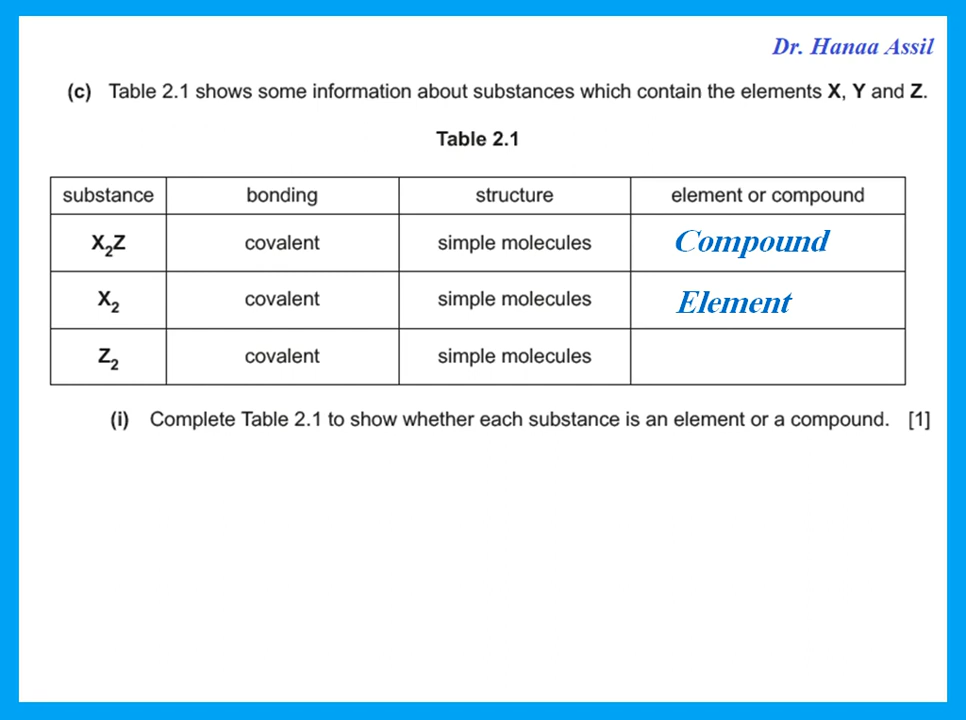 Dr. Hanaa Assil
(c) Table 2.1 shows some information about substances which contain the elements X, Y and Z.
Table 2.1
substance bonding structure element or compound
X₂Z covalent simple molecules Compound
X₂ covalent simple molecules Element
Z₂ covalent simple molecules
(i) Complete Table 2.1 to show whether each substance is an element or a compound. [1]